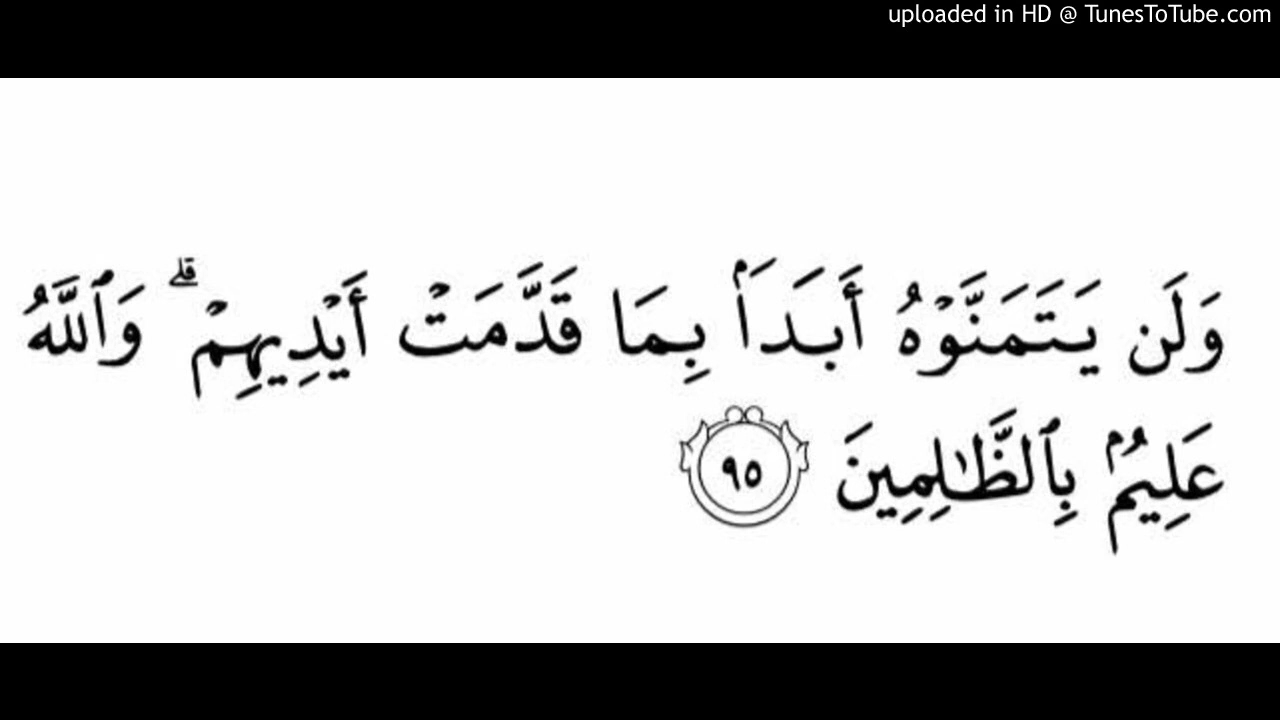 uploaded in HD @ TunesToTube.com
وَلَن يَتَمَنَّوۡهُ أَبَدَۢا بِمَا قَدَّمَتۡ أَيۡدِيهِمۡۚ وَٱللَّهُ
عَلِيمُۢ بِٱلظَّٰلِمِينَ ٩٥